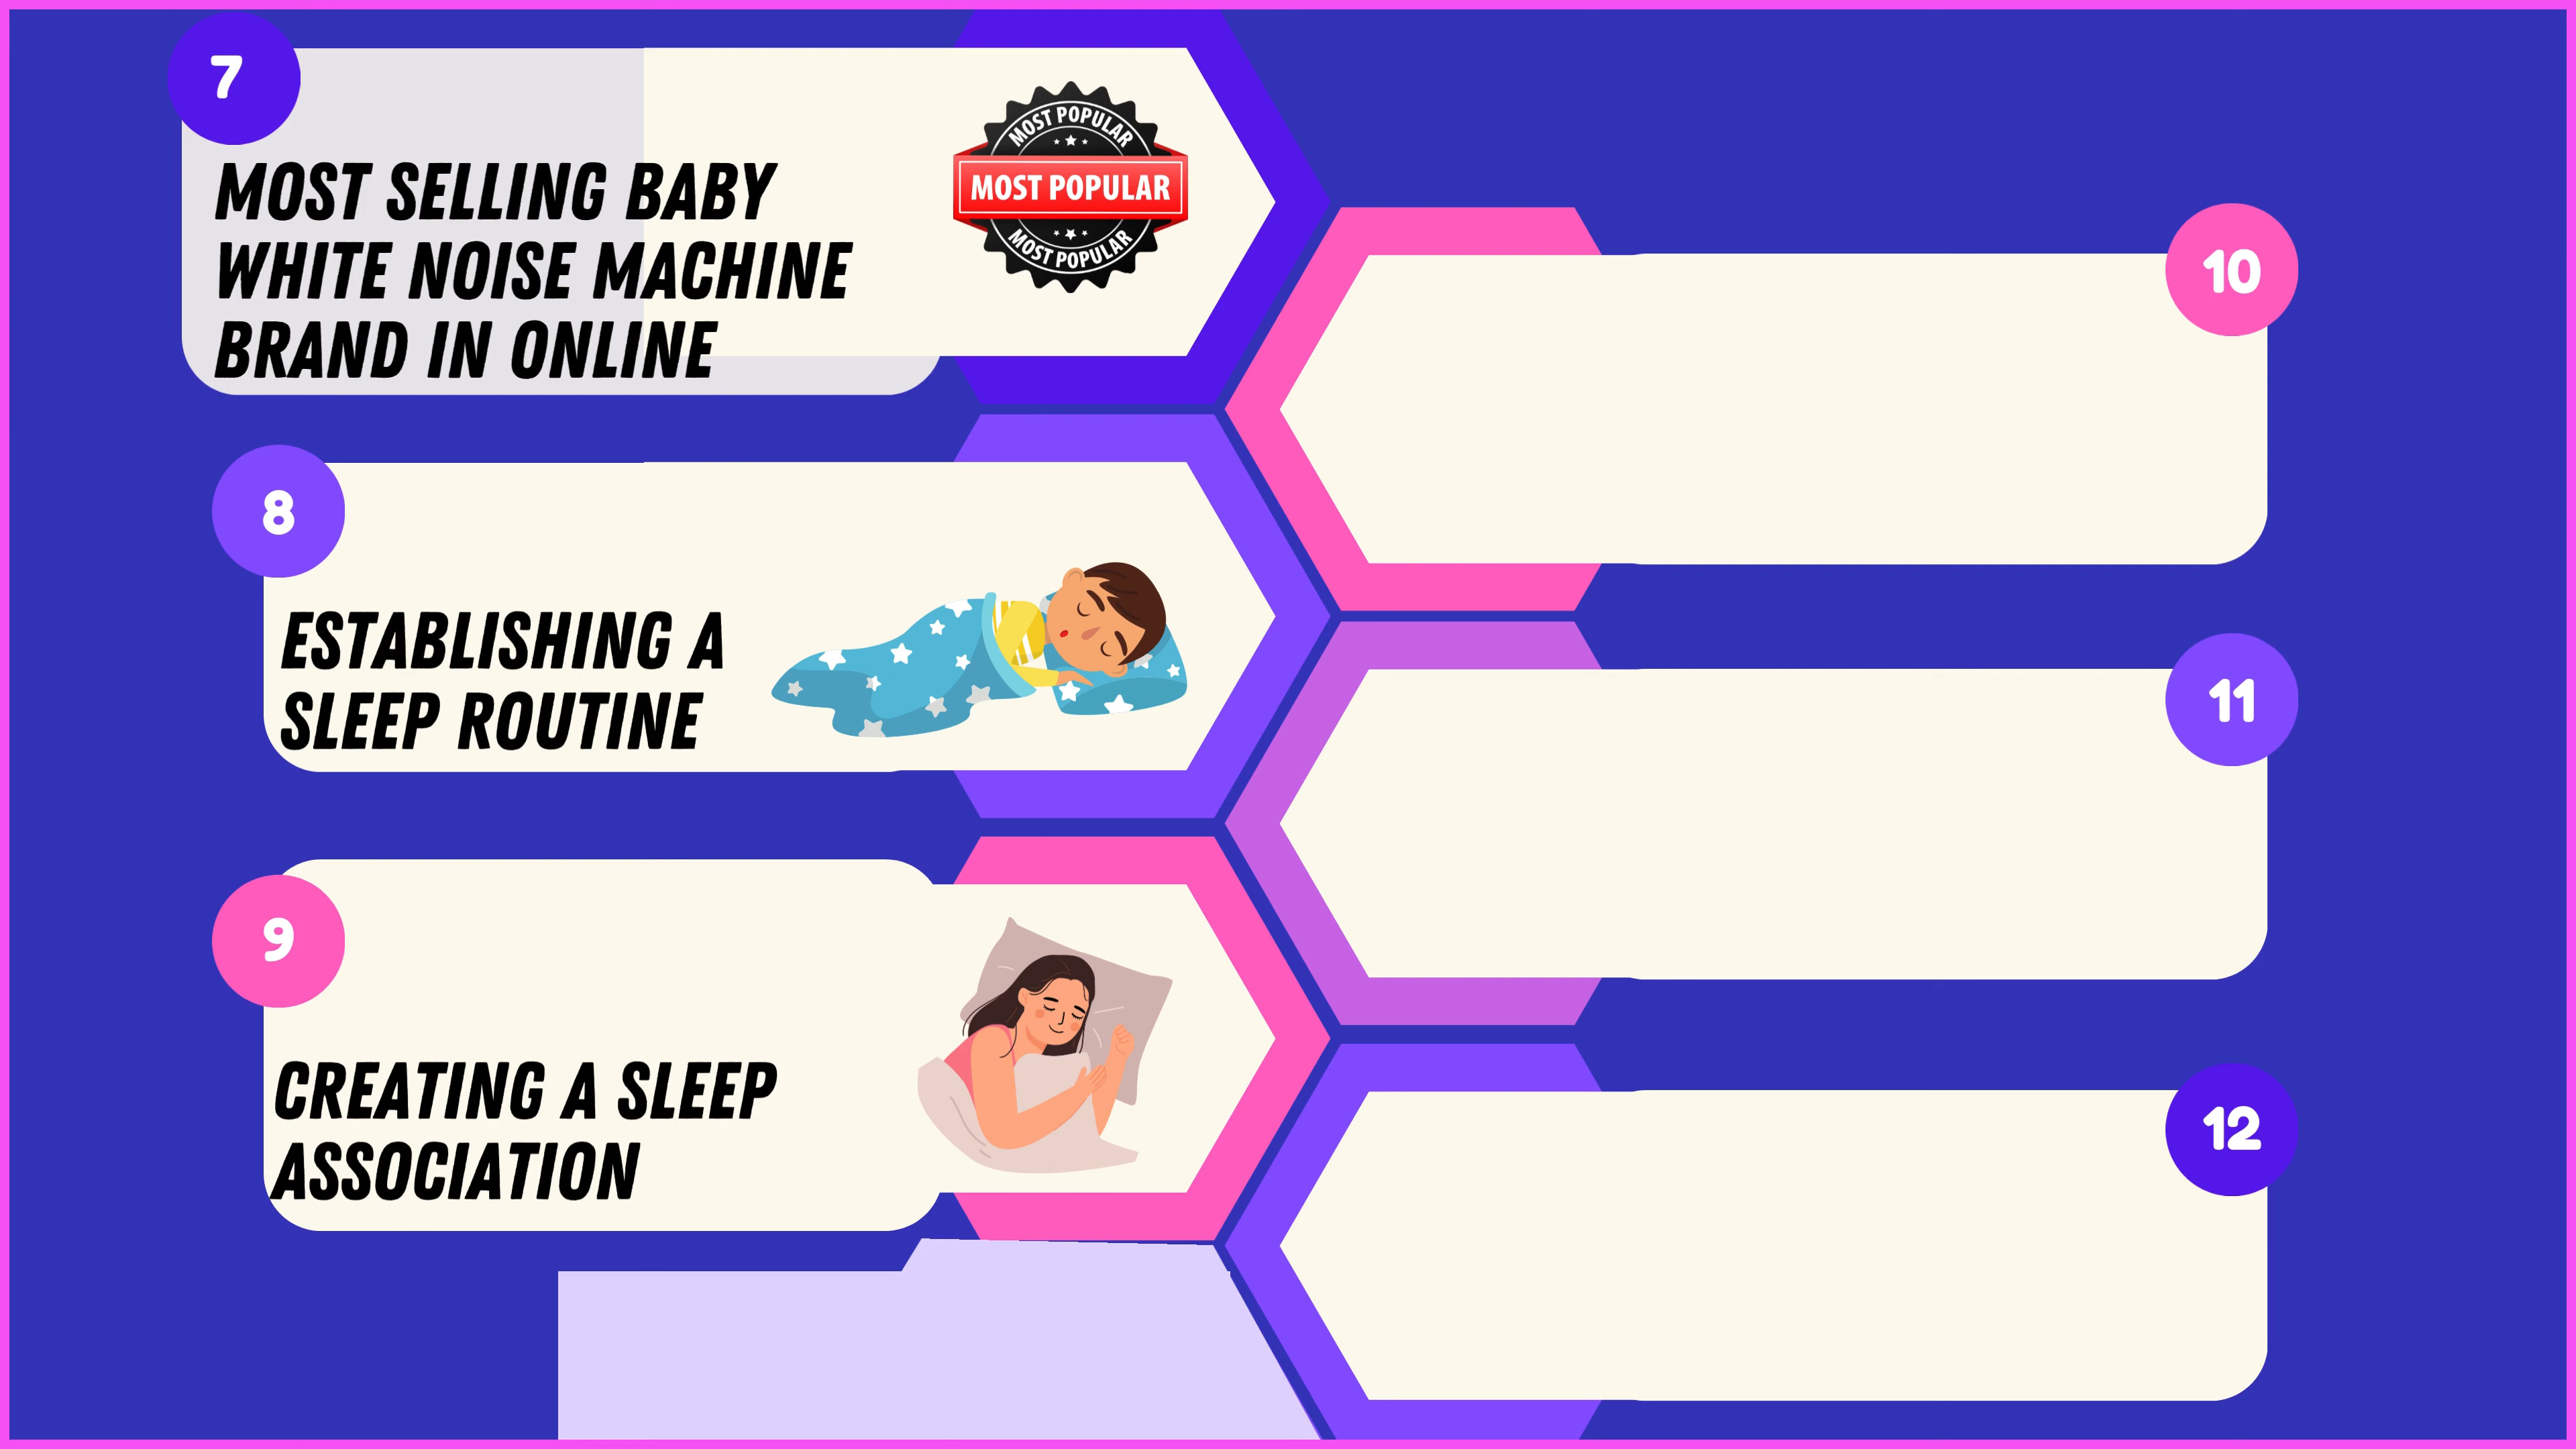 7
MOST SELLING BABY
WHITE NOISE MACHINE
BRAND IN ONLINE
MOST POPULAR
MOST POPULAR
MOST POPULAR
8
ESTABLISHING A
SLEEP ROUTINE
9
CREATING A SLEEP
ASSOCIATION
10
11
12